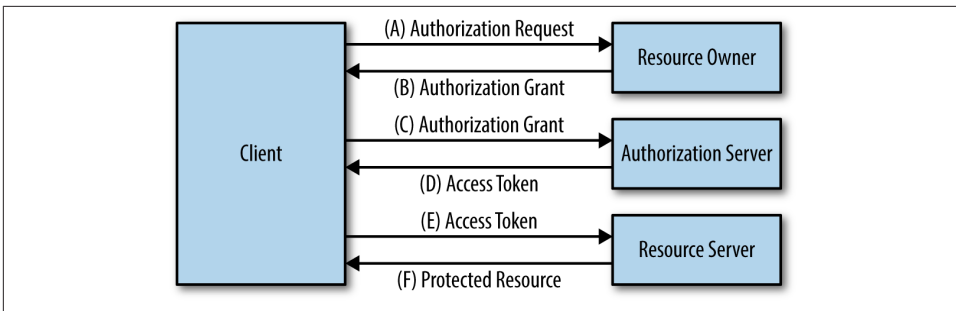 (A) Authorization Request
Resource Owner
(B) Authorization Grant
(C) Authorization Grant
Client
Authorization Server
(D) Access Token
(E) Access Token
Resource Server
(F) Protected Resource